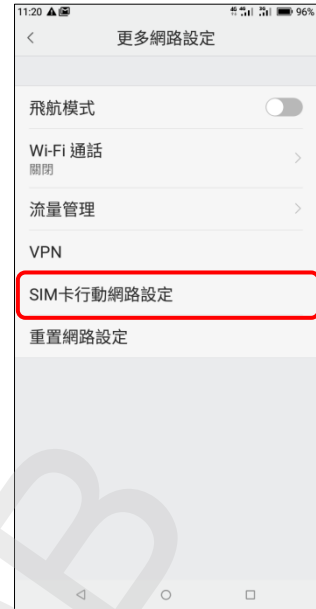 11:20 96%
更多網路設定
飛航模式
Wi-Fi 通話
關閉
流量管理
VPN
SIM卡行動網路設定
重置網路設定
B